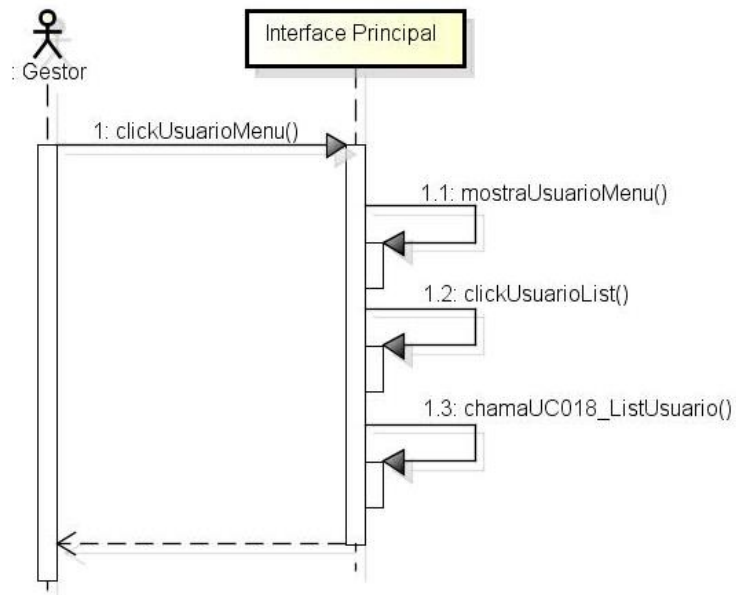 Interface Principal
: Gestor
1: clickUsuarioMenu()
1.1: mostraUsuarioMenu()
1.2: clickUsuarioList()
1.3: chamaUC018_ListUsuario()